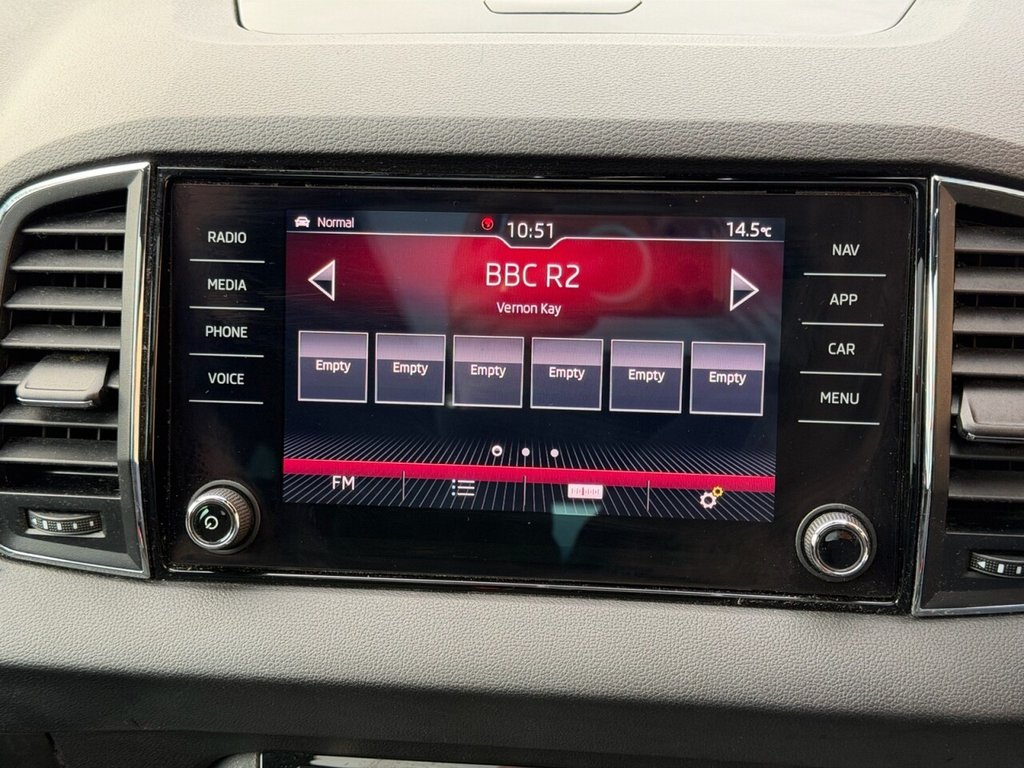 Normal
10:51
14.5°C
RADIO
MEDIA
PHONE
VOICE
BBC R2
Vernon Kay
Empty
Empty
Empty
Empty
Empty
Empty
FM
NAV
APP
CAR
MENU